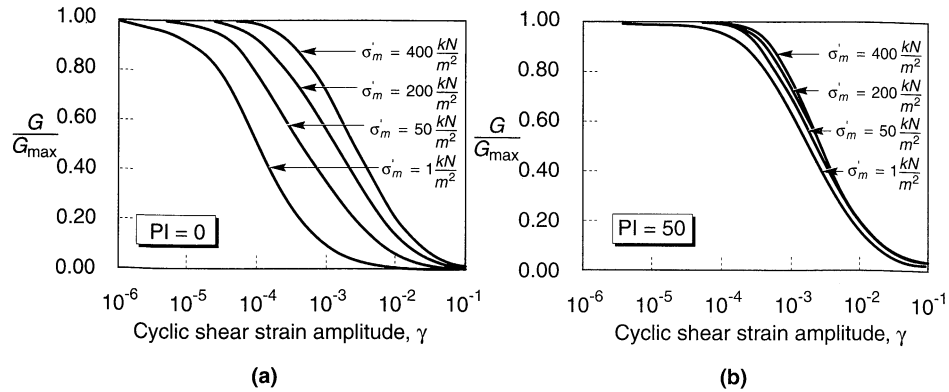 1.00
0.80
0.60
0.40
0.20
0.00
G
G_max
σ'_m = 400 kN/m²
σ'_m = 200 kN/m²
σ'_m = 50 kN/m²
σ'_m = 1 kN/m²
PI = 0
10⁻⁶ 10⁻⁵ 10⁻⁴ 10⁻³ 10⁻² 10⁻¹
Cyclic shear strain amplitude, γ
(a)
1.00
0.80
0.60
0.40
0.20
0.00
G
G_max
σ'_m = 400 kN/m²
σ'_m = 200 kN/m²
σ'_m = 50 kN/m²
σ'_m = 1 kN/m²
PI = 50
10⁻⁶ 10⁻⁵ 10⁻⁴ 10⁻³ 10⁻² 10⁻¹
Cyclic shear strain amplitude, γ
(b)